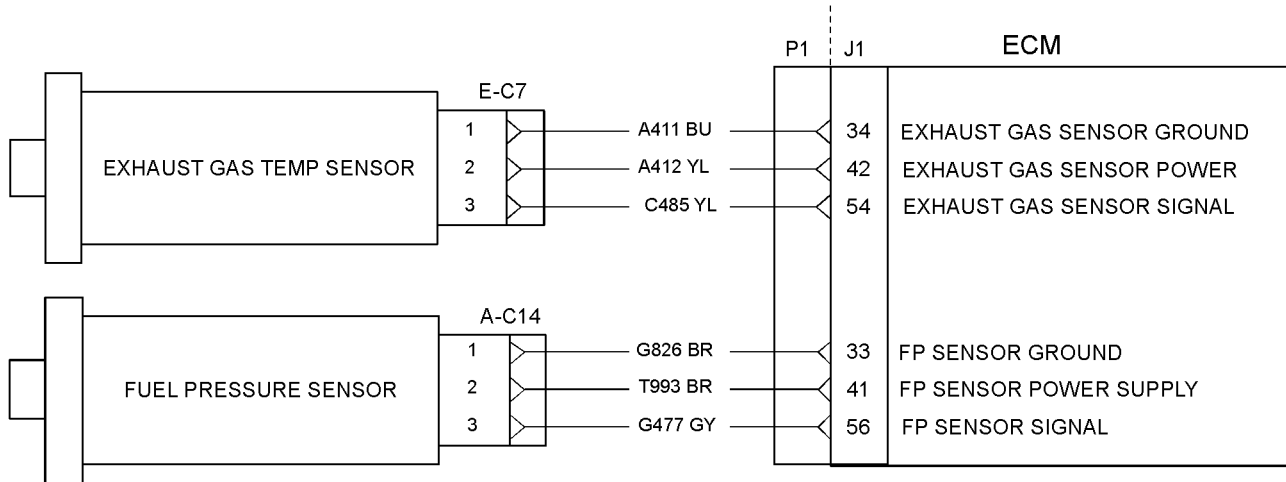 P1 J1 ECM
E-C7
EXHAUST GAS TEMP SENSOR
1 A411 BU 34 EXHAUST GAS SENSOR GROUND
2 A412 YL 42 EXHAUST GAS SENSOR POWER
3 C485 YL 54 EXHAUST GAS SENSOR SIGNAL
A-C14
FUEL PRESSURE SENSOR
1 G826 BR 33 FP SENSOR GROUND
2 T993 BR 41 FP SENSOR POWER SUPPLY
3 G477 GY 56 FP SENSOR SIGNAL